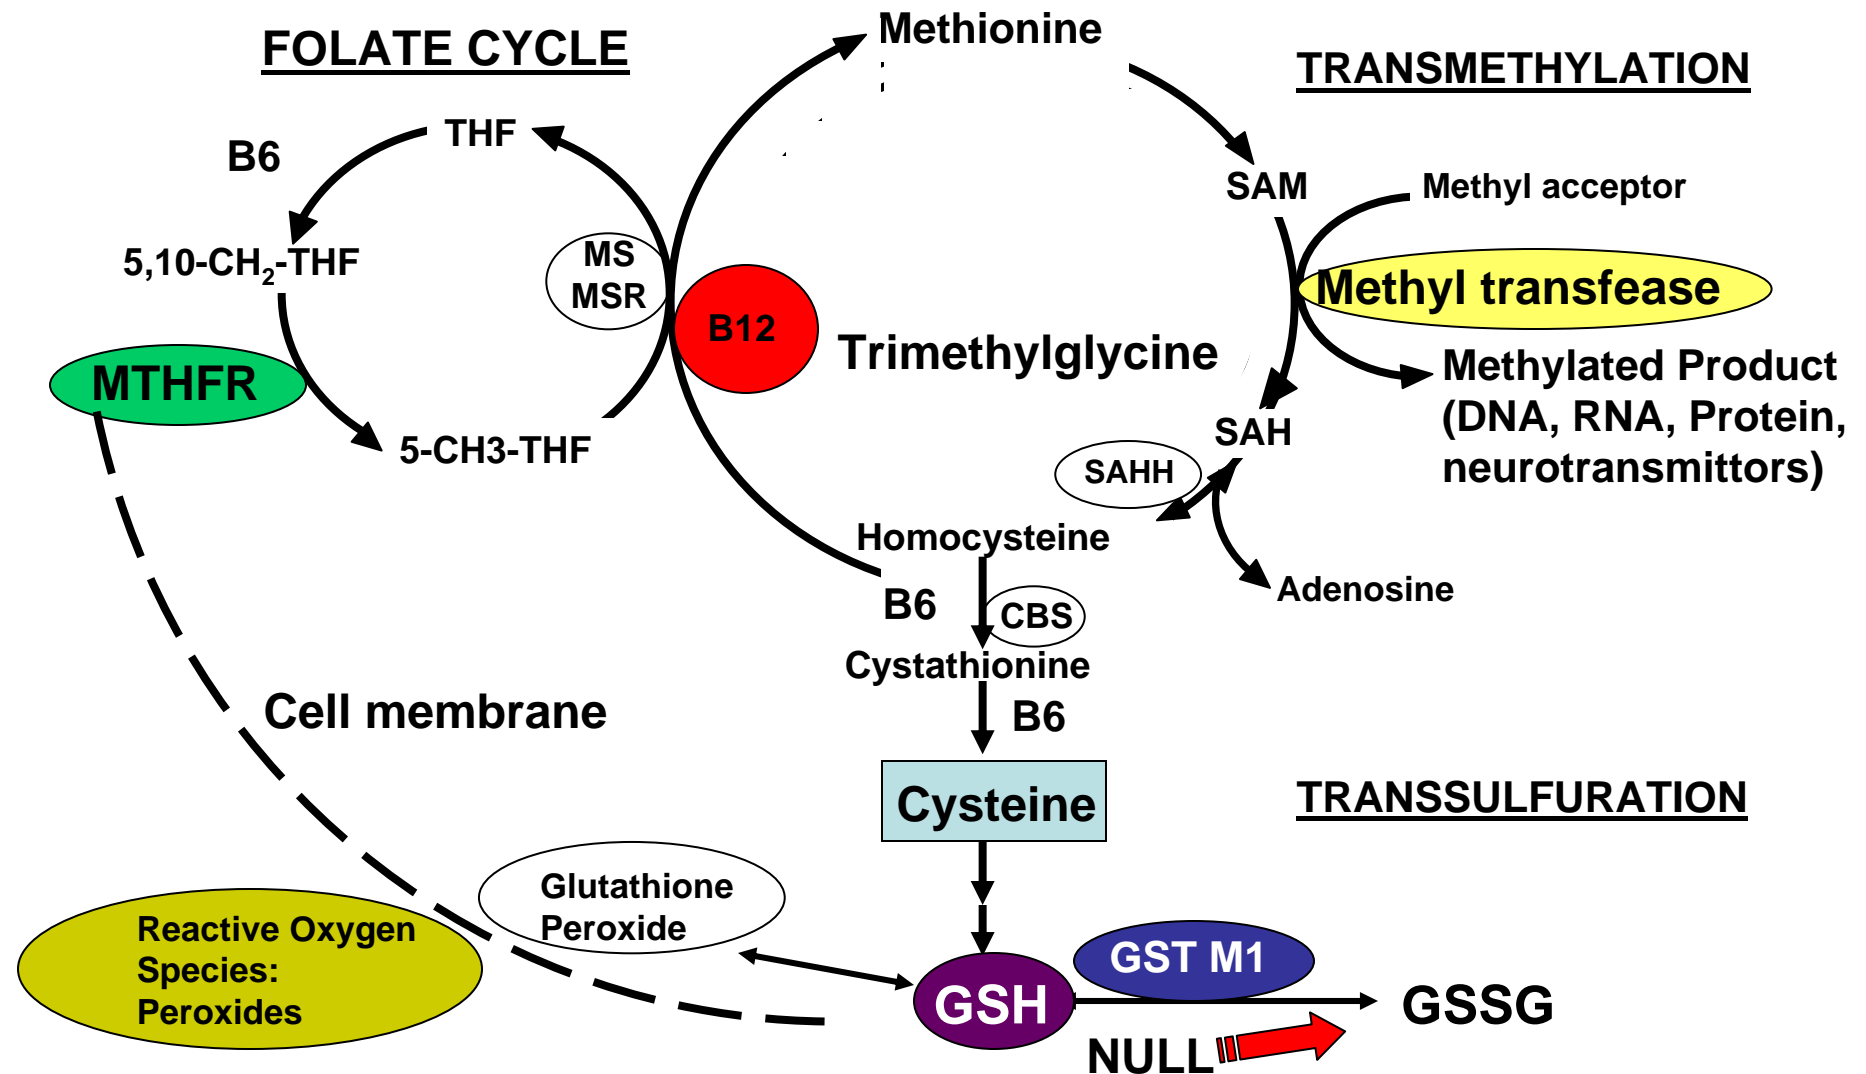 FOLATE CYCLE
Methionine
TRANSMETHYLATION
THF
B6
SAM
Methyl acceptor
5,10-CH2-THF
MS
MSR
B12
Methyl transfease
Trimethylglycine
MTHFR
Methylated Product
(DNA, RNA, Protein,
neurotransmittors)
5-CH3-THF
SAH
SAHH
Homocysteine
Adenosine
B6
CBS
Cystathionine
B6
Cell membrane
Cysteine
TRANSSULFURATION
Glutathione
Peroxide
Reactive Oxygen
Species:
Peroxides
GST M1
GSH
GSSG
NULL